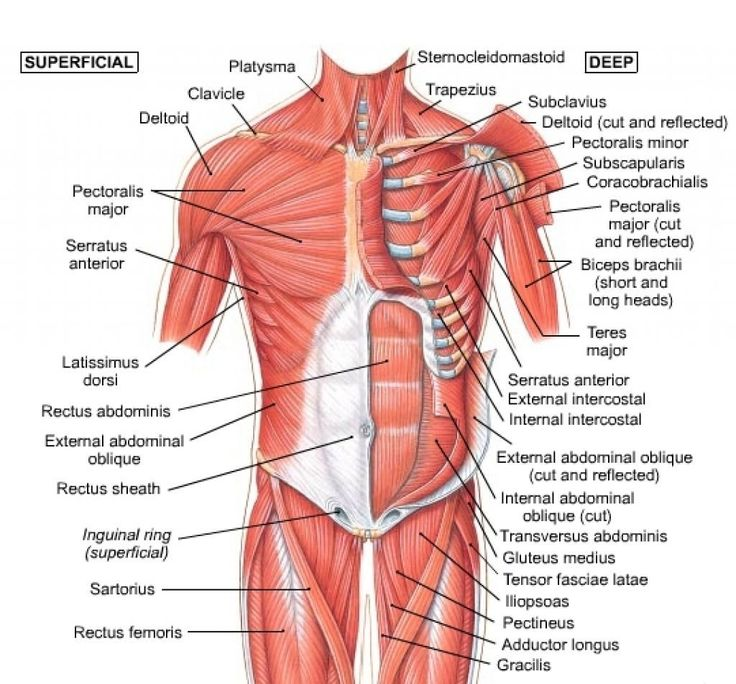 SUPERFICIAL
Platysma
Clavicle
Deltoid
Pectoralis
major
Serratus
anterior
Latissimus
dorsi
Rectus abdominis
External abdominal
oblique
Rectus sheath
Inguinal ring
(superficial)
Sartorius
Rectus femoris
Sternocleidomastoid
DEEP
Trapezius
Subclavius
Deltoid (cut and reflected)
Pectoralis minor
Subscapularis
Coracobrachialis
Pectoralis
major (cut
and reflected)
Biceps brachii
(short and
long heads)
Teres
major
Serratus anterior
External intercostal
Internal intercostal
External abdominal oblique
(cut and reflected)
Internal abdominal
oblique (cut)
Transversus abdominis
Gluteus medius
Tensor fasciae latae
Iliopsoas
Pectineus
Adductor longus
Gracilis